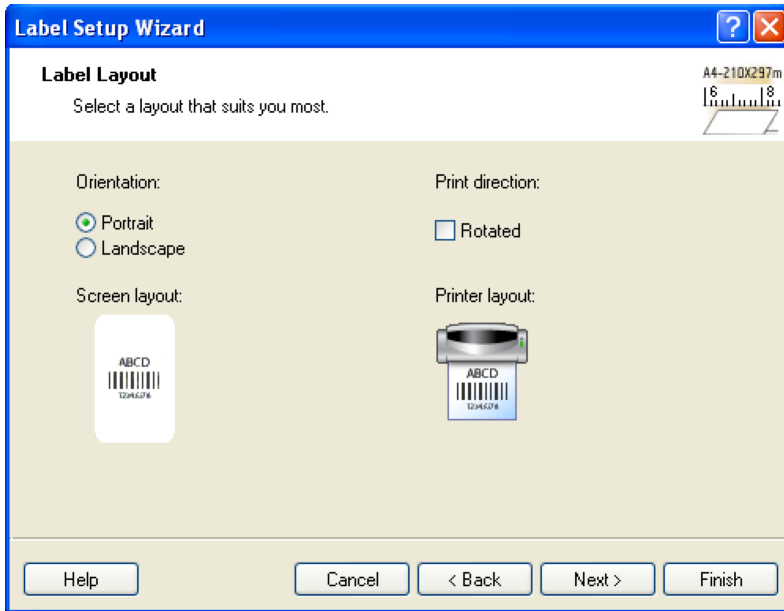 Label Setup Wizard
Label Layout
Select a layout that suits you most.
A4-210X297m
6 8
Orientation:
Print direction:
Portrait
Landscape
Rotated
Screen layout:
Printer layout:
ABCD
ABCD
Help
Cancel
< Back
Next >
Finish